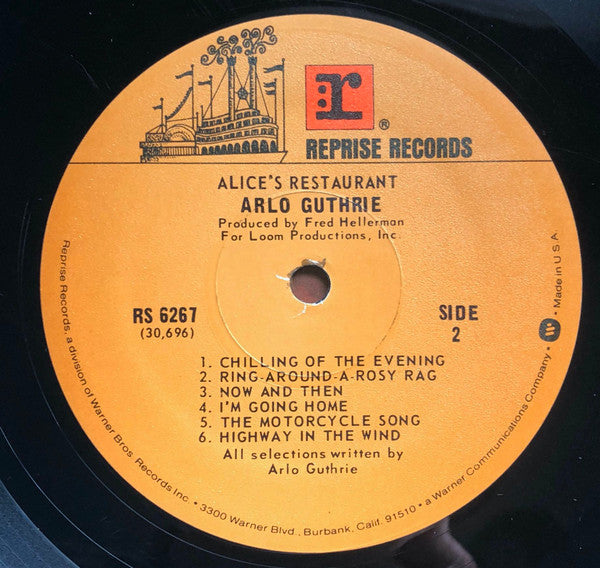 r
®
REPRISE RECORDS
ALICE'S RESTAURANT
ARLO GUTHRIE
Produced by Fred Hellerman
For Loom Productions, Inc.
RS 6267
(30,696)
SIDE
2
1. CHILLING OF THE EVENING
2. RING-AROUND-A-ROSY RAG
3. NOW AND THEN
4. I'M GOING HOME
5. THE MOTORCYCLE SONG
6. HIGHWAY IN THE WIND
All selections written by
Arlo Guthrie
Reprise Records, a division of Warner Bros. Records Inc. • 3300 Warner Blvd., Burbank, Calif. 91510 • a Warner Communications Company. • Made in U.S.A.